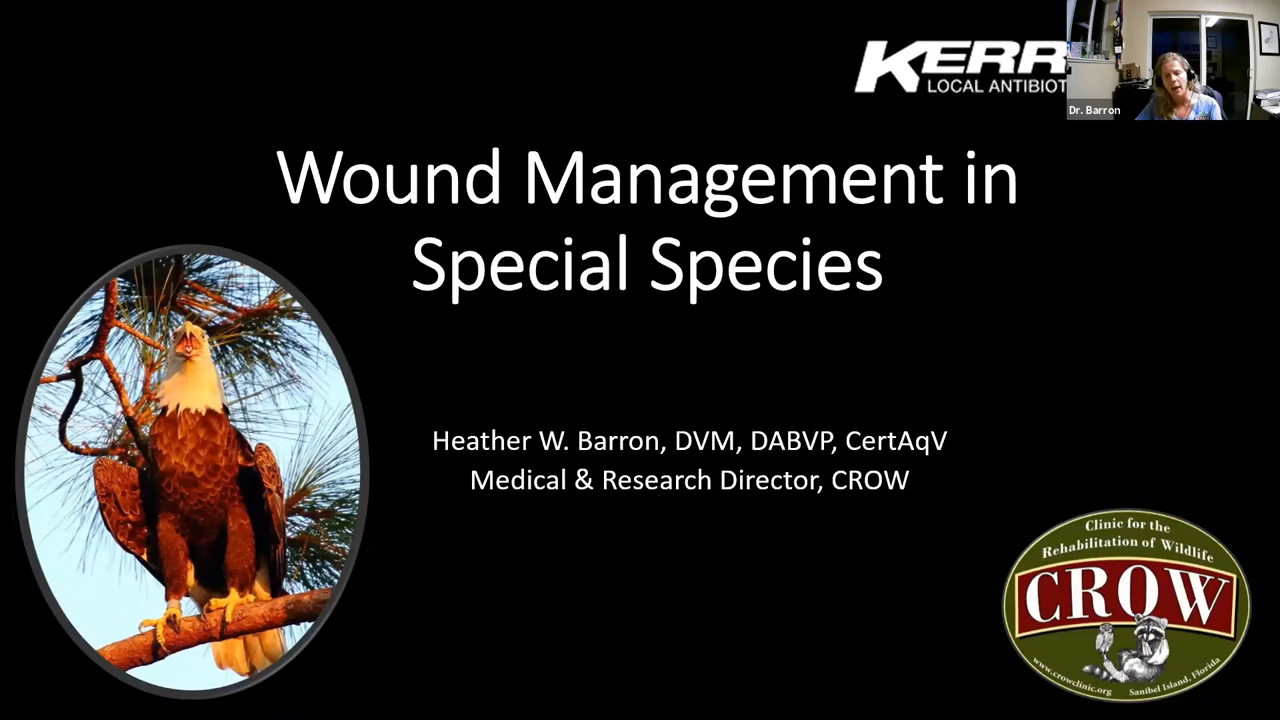 KERR
LOCAL ANTIBIOT
Dr. Barron
Wound Management in
Special Species
Heather W. Barron, DVM, DABVP, CertAqV
Medical & Research Director, CROW
Clinic for the
Rehabilitation of Wildlife
CROW
www.crowclinic.org
Sanibel Island, Florida